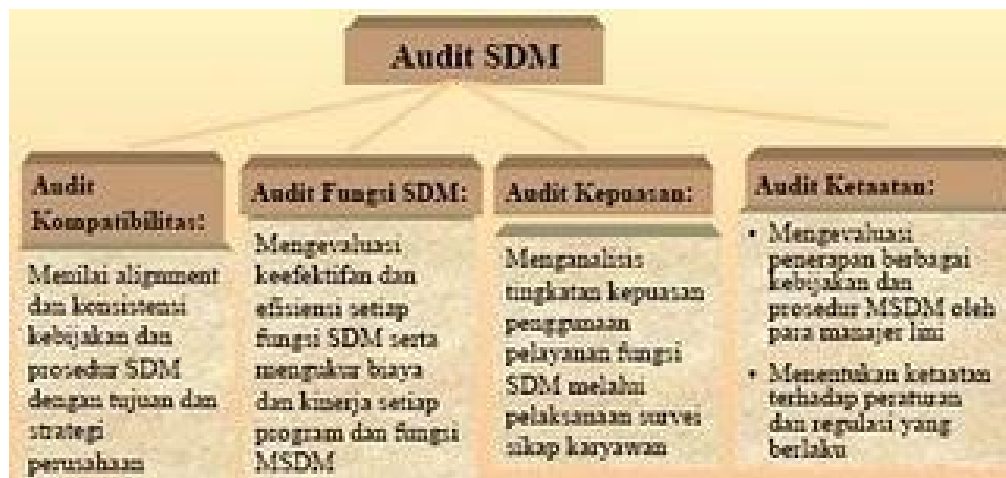 Audit SDM
Audit
Kompatibilitas:
Menilai alignment
dan konsistensi
kebijakan dan
prosedur SDM
dengan tujuan dan
strategi
perusahaan
Audit Fungsi SDM:
Mengevaluasi
keefektifan dan
efisiensi setiap
fungsi SDM serta
mengukur biaya
dan kinerja setiap
program dan fungsi
MSDM
Audit Kepuasan:
Menganalisis
tingkatan kepuasan
penggunaan
pelayanan fungsi
SDM melalui
pelaksanaan survei
sikap karyawan
Audit Ketaatan:
• Mengevaluasi
penerapan berbagai
kebijakan dan
prosedur MSDM oleh
para manajer lini
• Menentukan ketaatan
terhadap peraturan
dan regulasi yang
berlaku